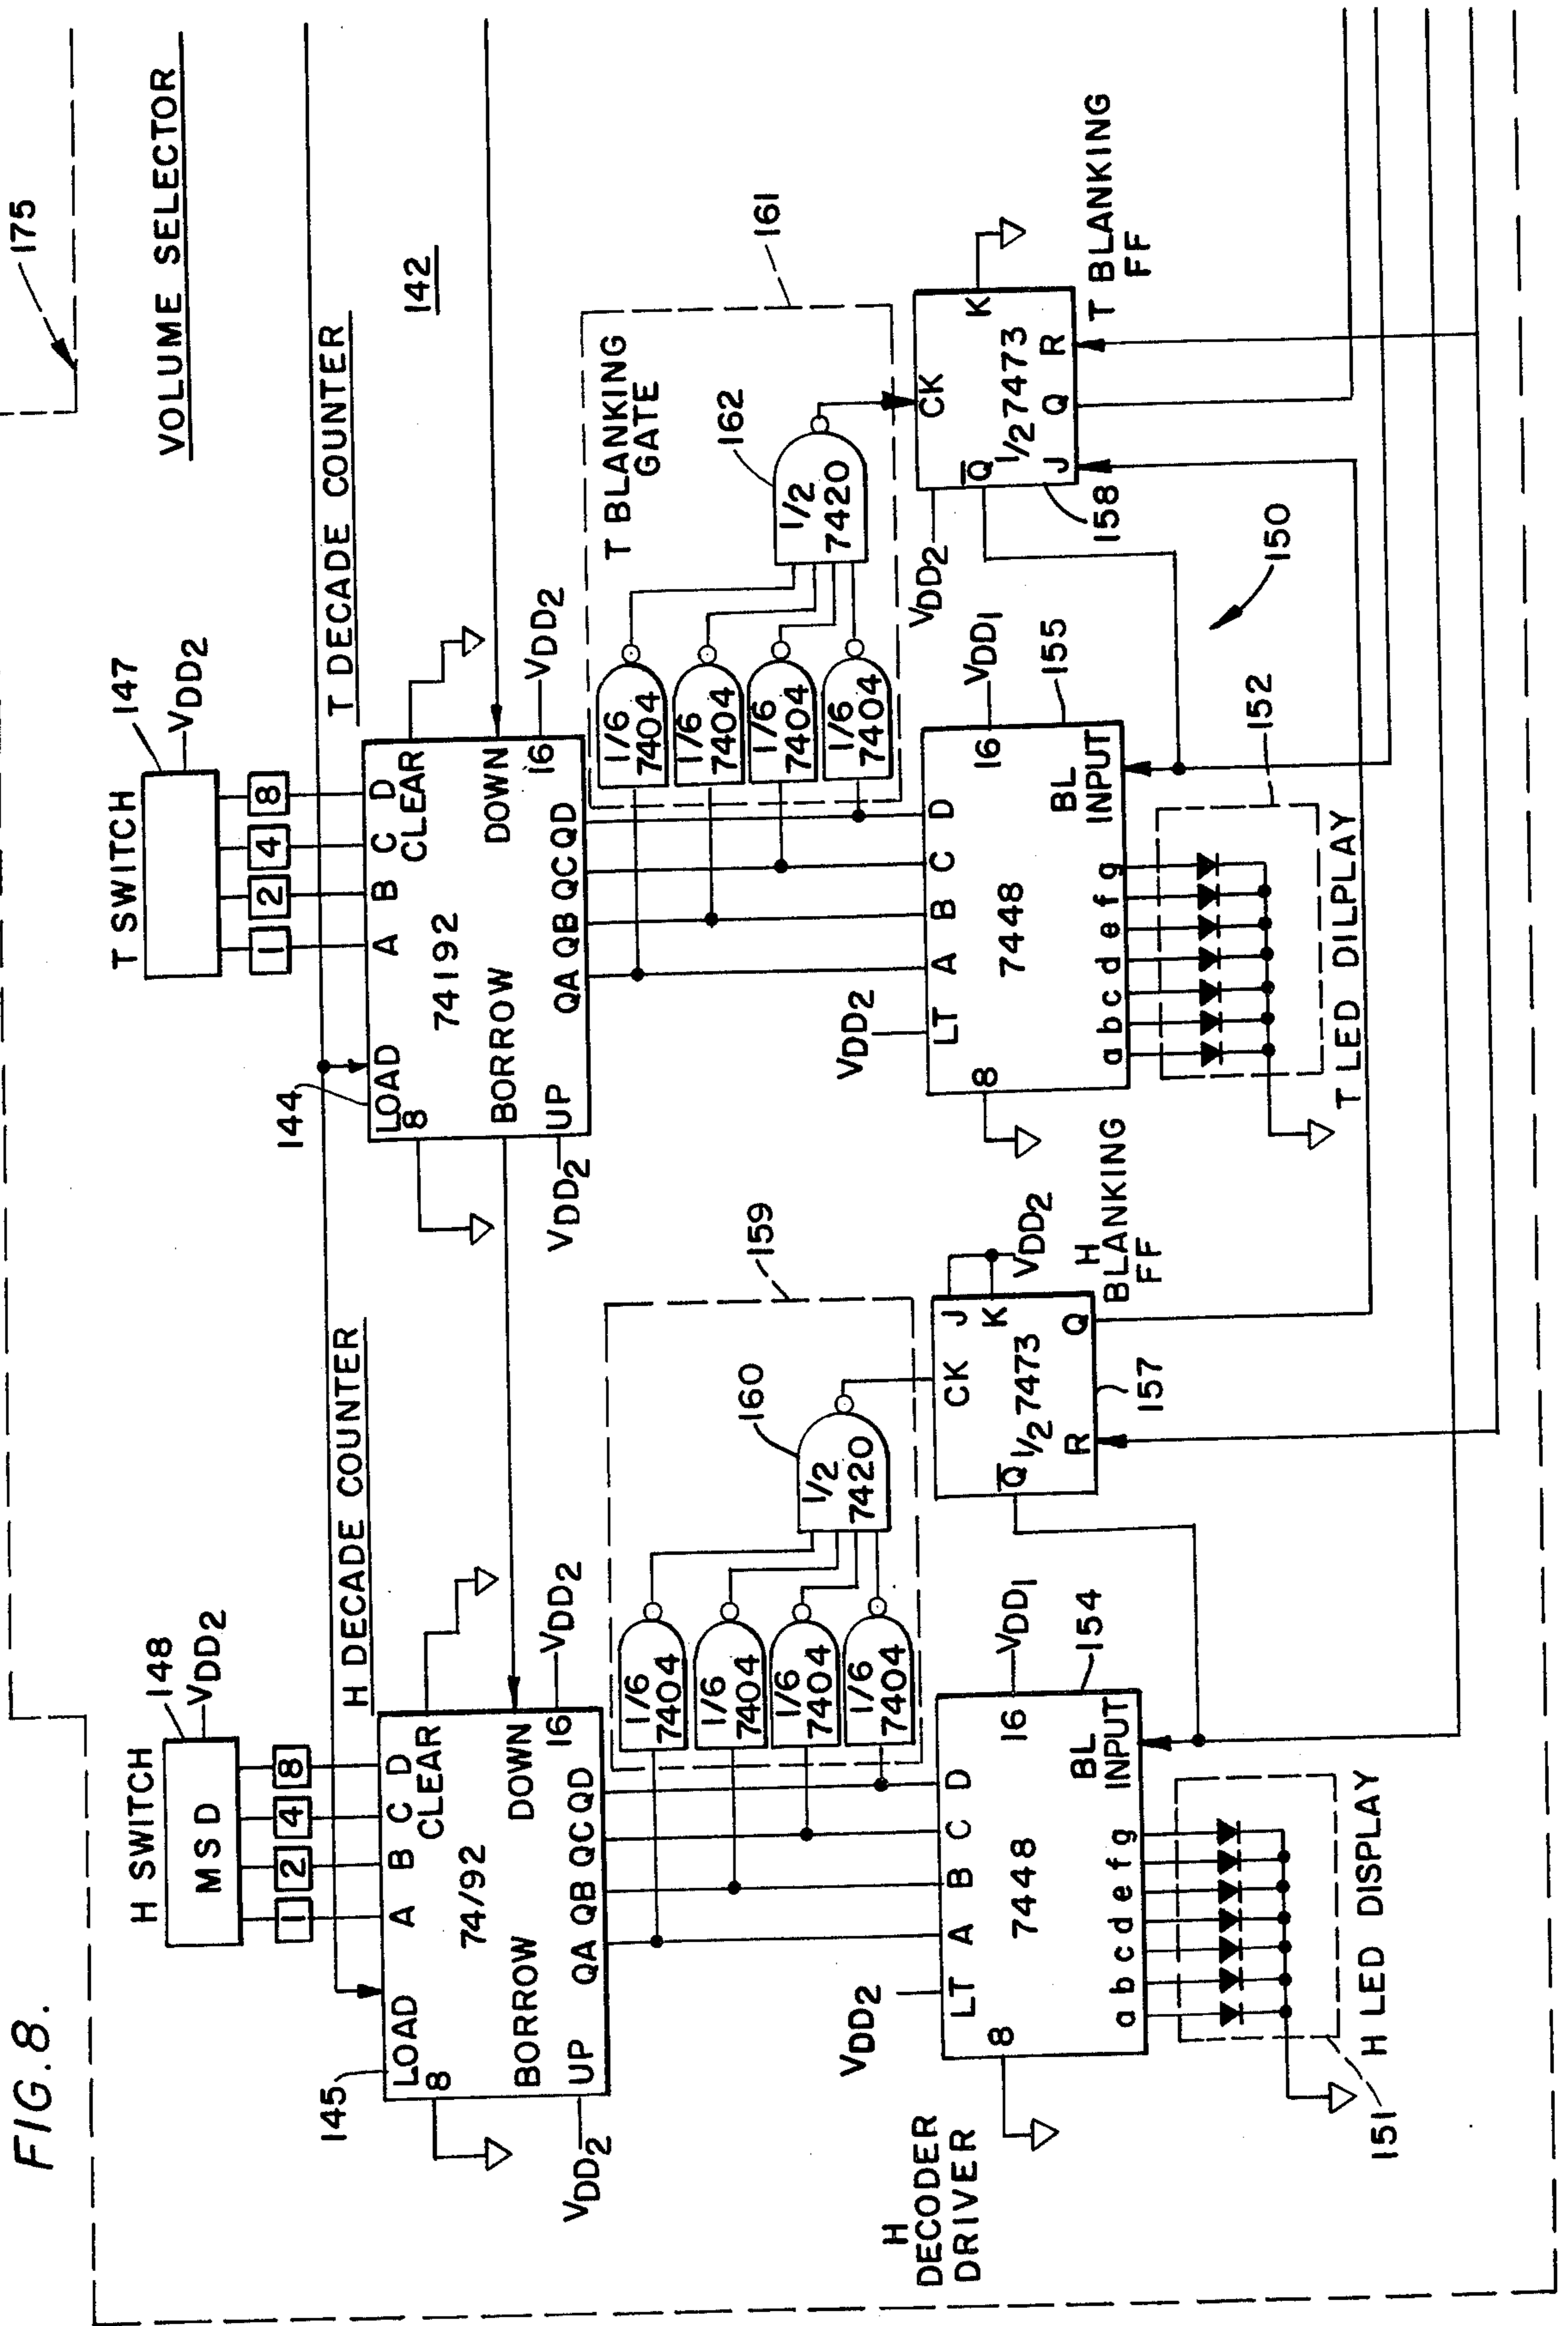 FIG. 8.
175
VOLUME SELECTOR
142
H SWITCH
148
MSD
VDD2
1 2 4 8
H DECADE COUNTER
145
LOAD
A B C D
CLEAR
8
74/92
BORROW
DOWN
UP
16
VDD2
VDD2
QA QB QC QD
T SWITCH
147
VDD2
1 2 4 8
T DECADE COUNTER
144
LOAD
A B C D
CLEAR
8
74192
BORROW
DOWN
UP
16
VDD2
VDD2
QA QB QC QD
159
1/6
7404
1/6
7404
1/6
7404
1/6
7404
160
1/2
7420
T BLANKING
GATE
161
1/6
7404
1/6
7404
1/6
7404
1/6
7404
162
1/2
7420
H
DECODER
DRIVER
VDD2
LT
A B C D
8
7448
16
VDD1
154
BL
INPUT
a b c d e f g
H LED DISPLAY
151
CK
J
K
VDD2
Q̅
1/2 7473
R
Q
157
H
BLANKING
FF
VDD2
LT
A B C D
8
7448
16
VDD1
155
BL
INPUT
a b c d e f g
152
T LED DILPLAY
150
VDD2
CK
K
Q̅
1/2 7473
J
Q
R
158
T BLANKING
FF